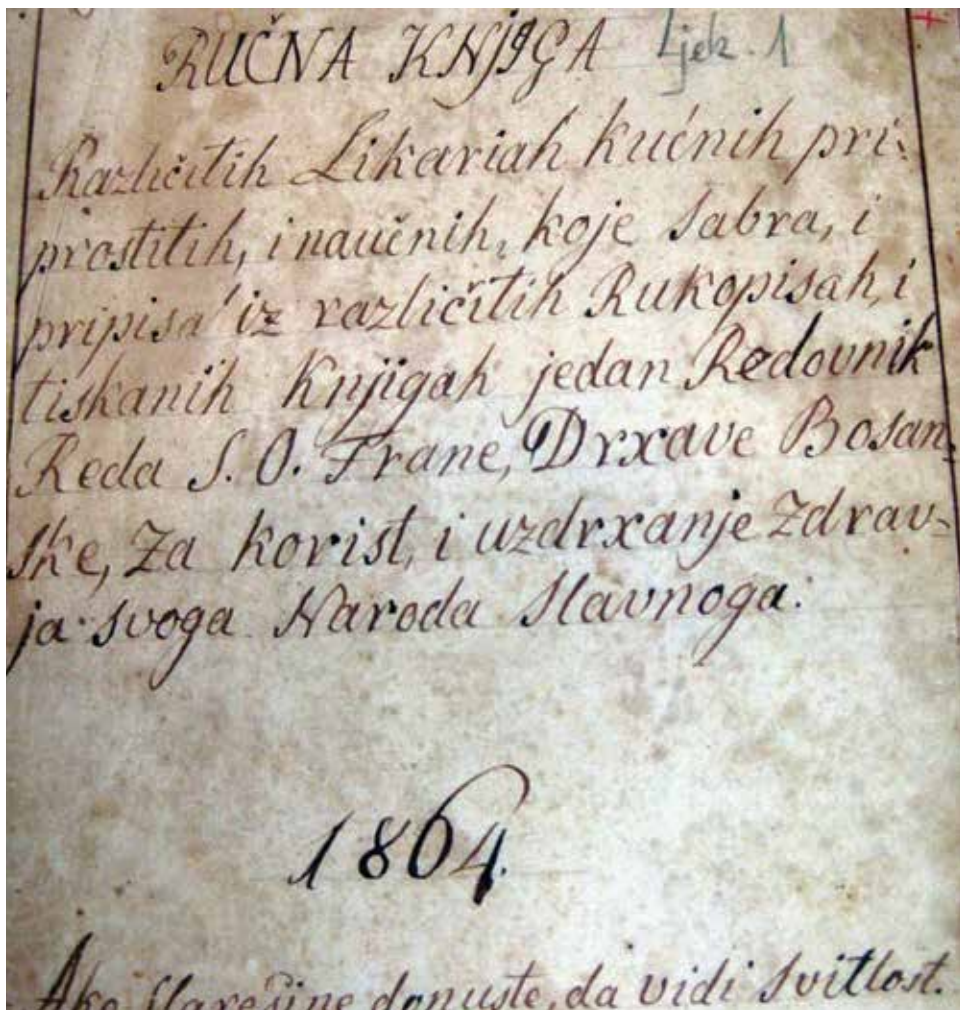 RUČNA KNJIGA Ljek. 1
Različitih Likariah kućnih pri-
prostitih, i naučnih, koje sabra, i
pripisa iz različitih Rukopisah, i
tiskanih Knjigah jedan Redovnik
Reda S. O. Frane, Drxave Bosan-
ske, Za korist, i uzdrxanje Zdrav-
ja svoga Naroda Slavnoga.
1864.
Ako Starešine dopuste, da vidi Svitlost.